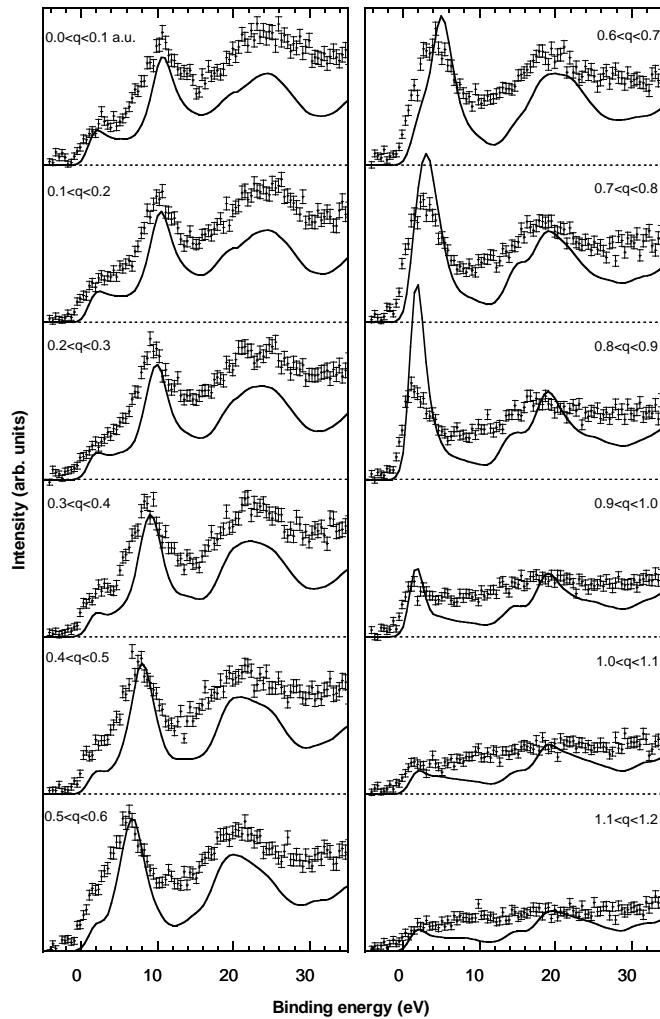 0.0<q<0.1 a.u.
0.1<q<0.2
0.2<q<0.3
0.3<q<0.4
0.4<q<0.5
0.5<q<0.6
0.6<q<0.7
0.7<q<0.8
0.8<q<0.9
0.9<q<1.0
1.0<q<1.1
1.1<q<1.2
Intensity (arb. units)
0 10 20 30
0 10 20 30
Binding energy (eV)